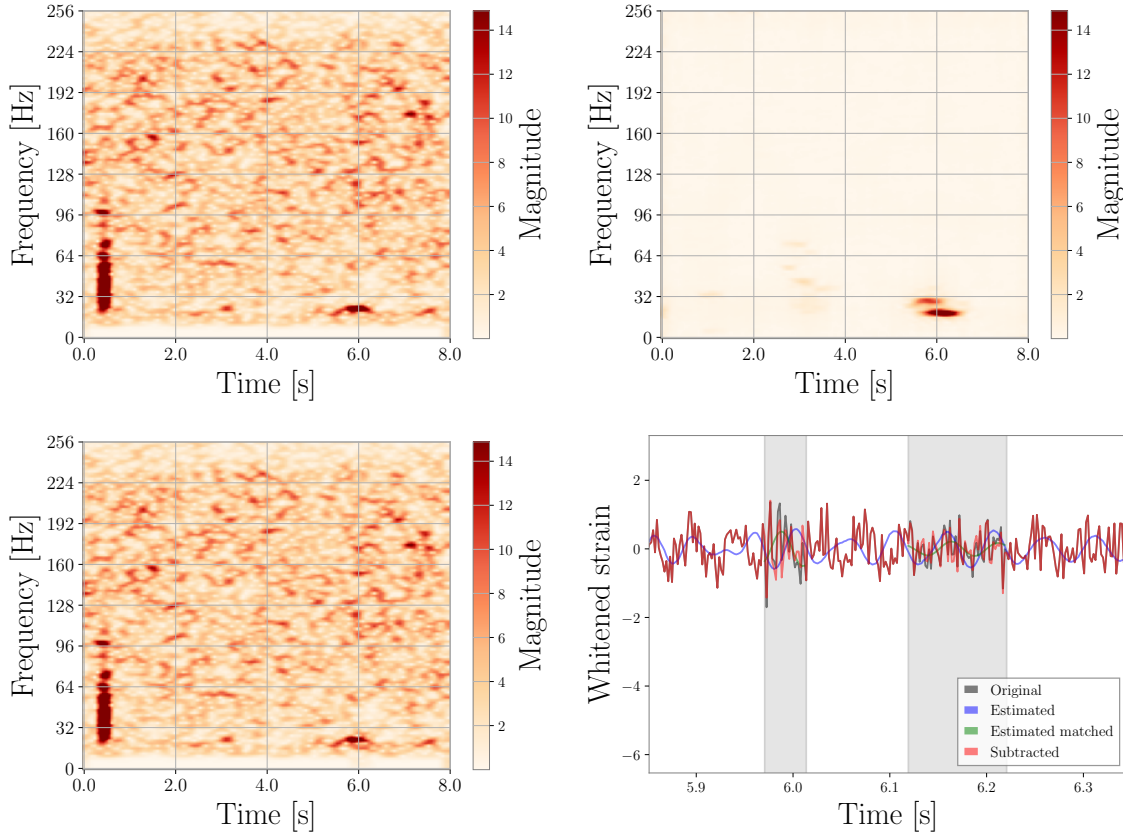 256
224
192
160
128
96
64
32
0
Frequency [Hz]
0.0 2.0 4.0 6.0 8.0
Time [s]
14
12
10
8
6
4
2
Magnitude
256
224
192
160
128
96
64
32
0
Frequency [Hz]
0.0 2.0 4.0 6.0 8.0
Time [s]
14
12
10
8
6
4
2
Magnitude
256
224
192
160
128
96
64
32
0
Frequency [Hz]
0.0 2.0 4.0 6.0 8.0
Time [s]
14
12
10
8
6
4
2
Magnitude
2
0
−2
−4
−6
Whitened strain
5.9 6.0 6.1 6.2 6.3
Time [s]
Original
Estimated
Estimated matched
Subtracted